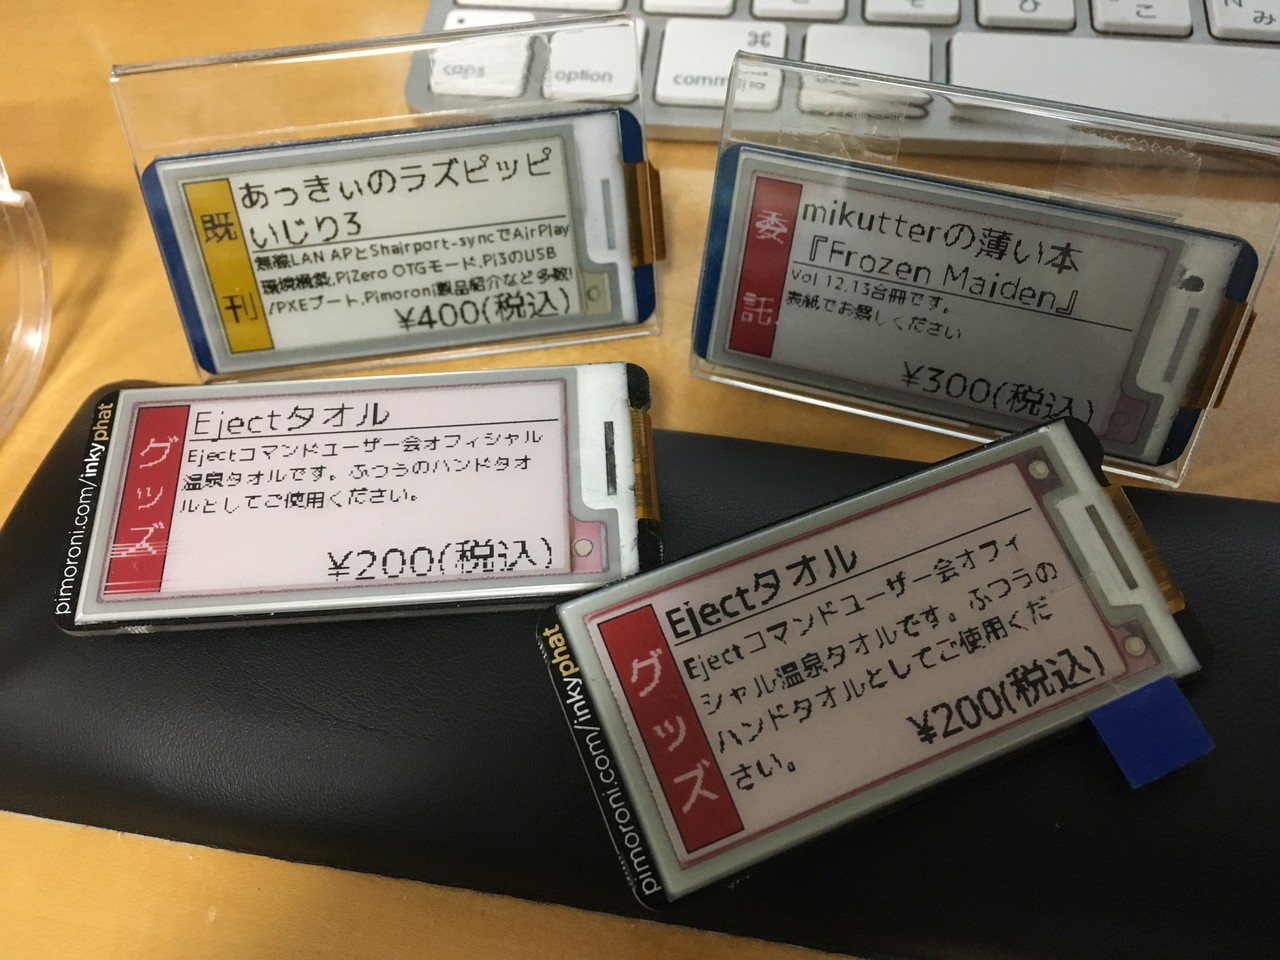 caps
option
command
⌘
ひ
こ
N
み
既刊
あっきぃのラズピッピ
いじり3
無線LAN APとShairport-syncでAirPlay
環境構築,PiZero OTGモード,Pi3のUSB
/PXEブート,Pimoroni製品紹介など多数!
¥400(税込)
委託
mikutterの薄い本
『Frozen Maiden』
Vol 12,13合冊です。
表紙でお察しください
¥300(税込)
pimoroni.com/inkyphat
グッズ
Ejectタオル
Ejectコマンドユーザー会オフィシャル
温泉タオルです。ふつうのハンドタオ
ルとしてご使用ください。
¥200(税込)
pimoroni.com/inkyphat
グッズ
Ejectタオル
Ejectコマンドユーザー会オフィ
シャル温泉タオルです。ふつうの
ハンドタオルとしてご使用くだ
さい。
¥200(税込)